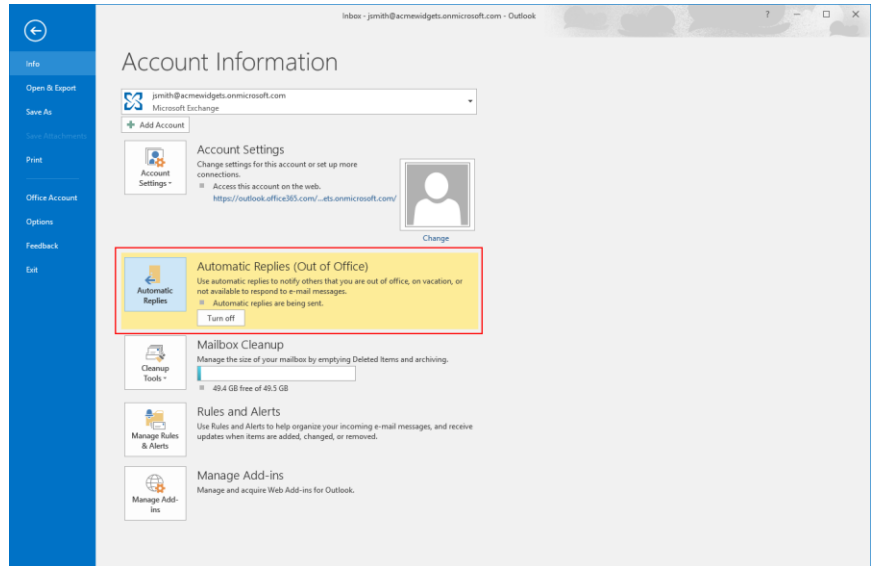 Inbox - jsmith@acmewidgets.onmicrosoft.com - Outlook
?
Info
Open & Export
Save As
Save Attachments
Print
Office Account
Options
Feedback
Exit
Account Information
jsmith@acmewidgets.onmicrosoft.com
Microsoft Exchange
Add Account
Account
Settings
Account Settings
Change settings for this account or set up more
connections.
Access this account on the web.
https://outlook.office365.com/...ets.onmicrosoft.com/
Change
Automatic
Replies
Automatic Replies (Out of Office)
Use automatic replies to notify others that you are out of office, on vacation, or
not available to respond to e-mail messages.
Automatic replies are being sent.
Turn off
Cleanup
Tools
Mailbox Cleanup
Manage the size of your mailbox by emptying Deleted Items and archiving.
49.4 GB free of 49.5 GB
Manage Rules
& Alerts
Rules and Alerts
Use Rules and Alerts to help organize your incoming e-mail messages, and receive
updates when items are added, changed, or removed.
Manage Add-
ins
Manage Add-ins
Manage and acquire Web Add-ins for Outlook.